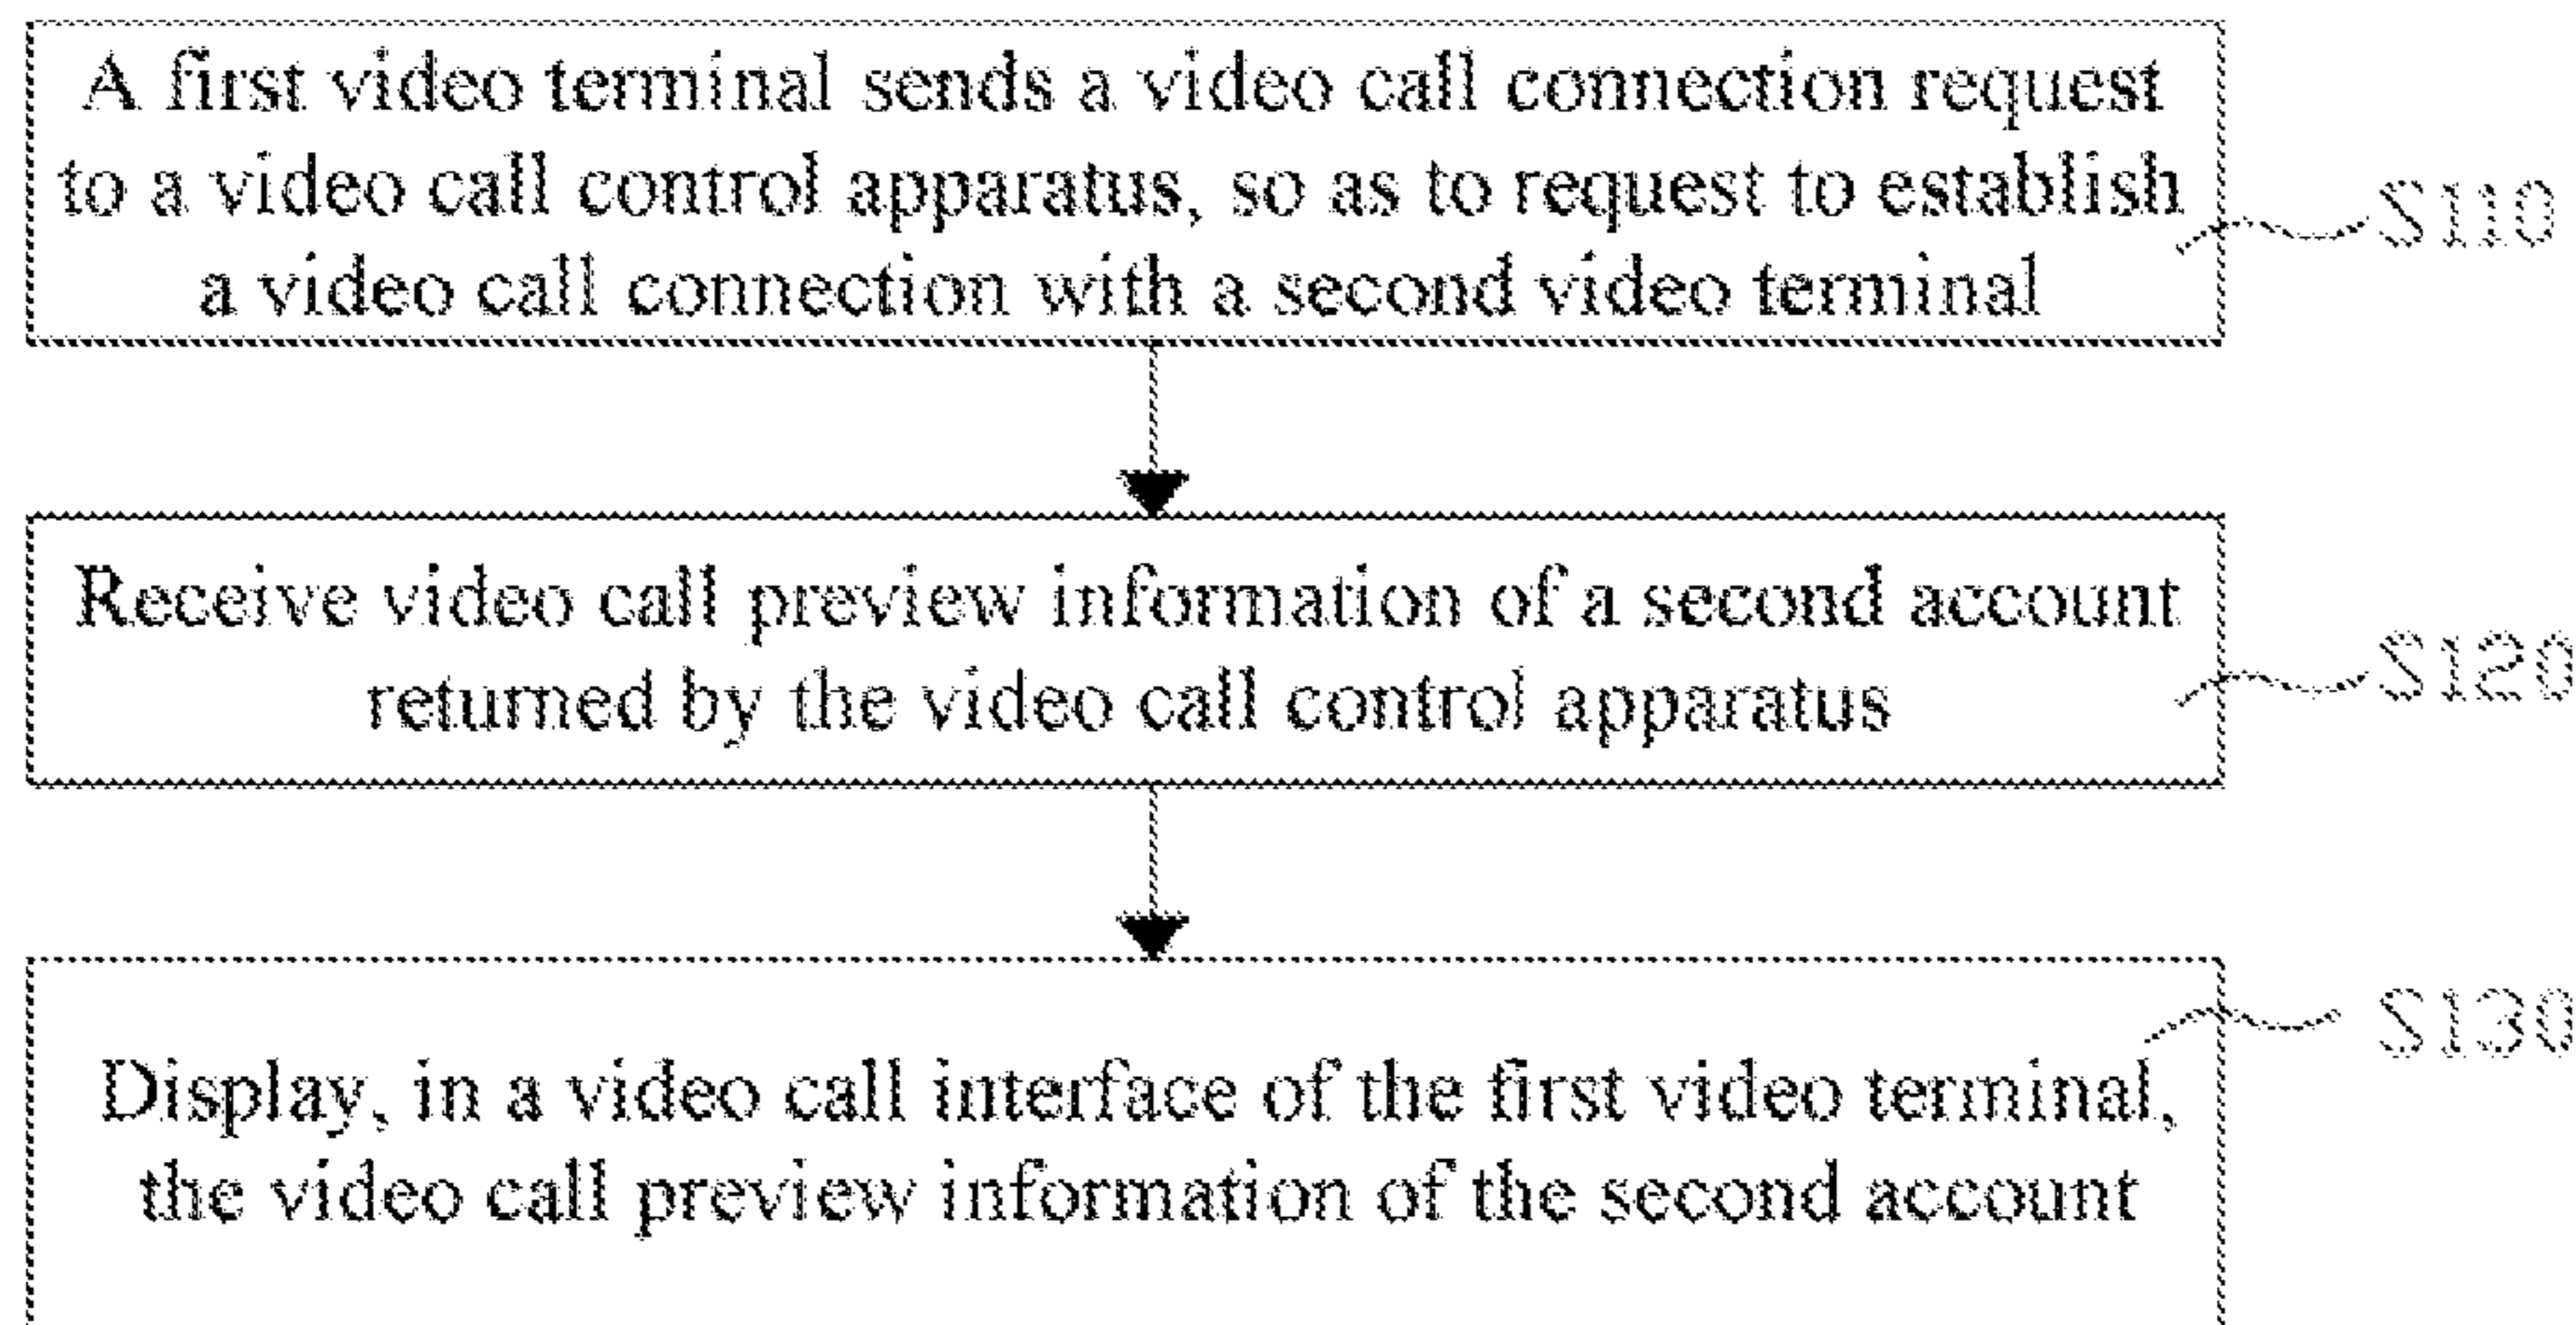 A first video terminal sends a video call connection request
to a video call control apparatus, so as to request to establish
a video call connection with a second video terminal
S110
Receive video call preview information of a second account
returned by the video call control apparatus
S120
S130
Display, in a video call interface of the first video terminal,
the video call preview information of the second account